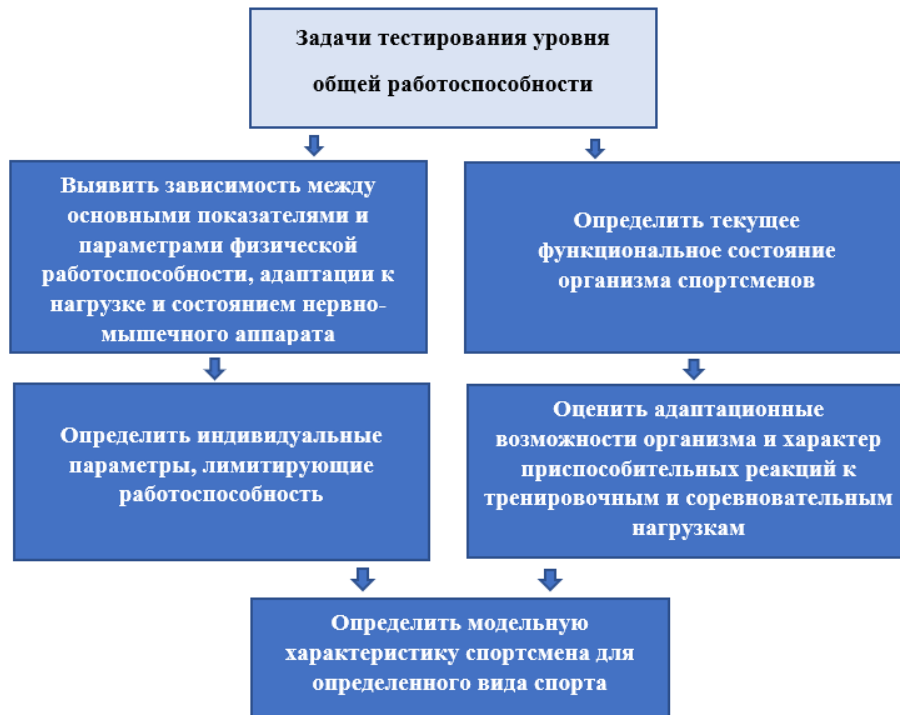 Задачи тестирования уровня
общей работоспособности
Выявить зависимость между
основными показателями и
параметрами физической
работоспособности, адаптации к
нагрузке и состоянием нервно-
мышечного аппарата
Определить текущее
функциональное состояние
организма спортсменов
Определить индивидуальные
параметры, лимитирующие
работоспособность
Оценить адаптационные
возможности организма и характер
приспособительных реакций к
тренировочным и соревновательным
нагрузкам
Определить модельную
характеристику спортсмена для
определенного вида спорта